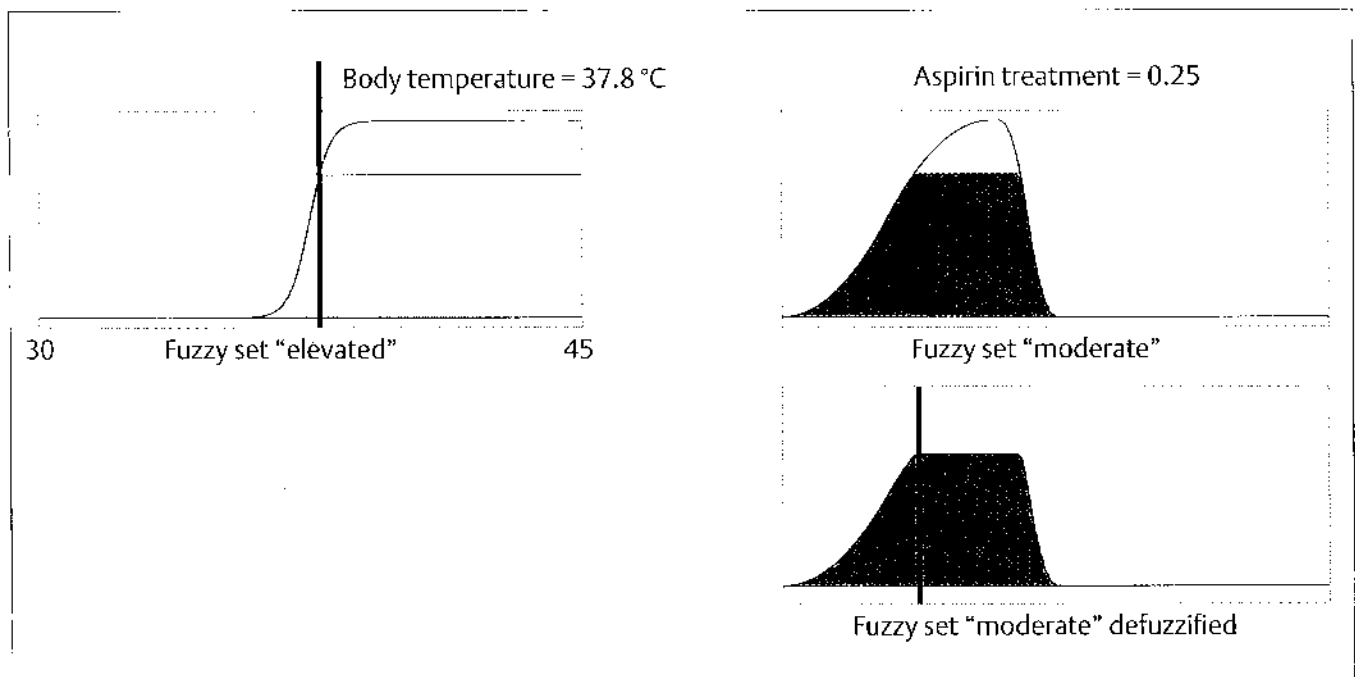 Body temperature = 37.8 °C
30
Fuzzy set “elevated”
45
Aspirin treatment = 0.25
Fuzzy set “moderate”
Fuzzy set “moderate” defuzzified